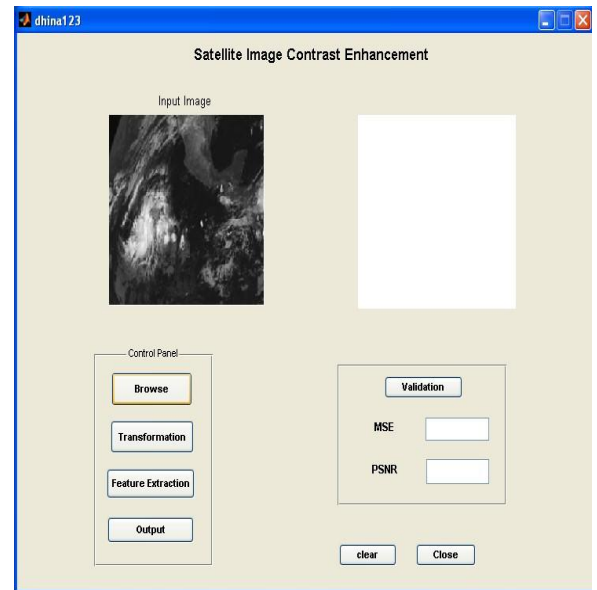 dhina123
Satellite Image Contrast Enhancement
Input Image
Control Panel
Browse
Transformation
Feature Extraction
Output
Validation
MSE
PSNR
clear
Close